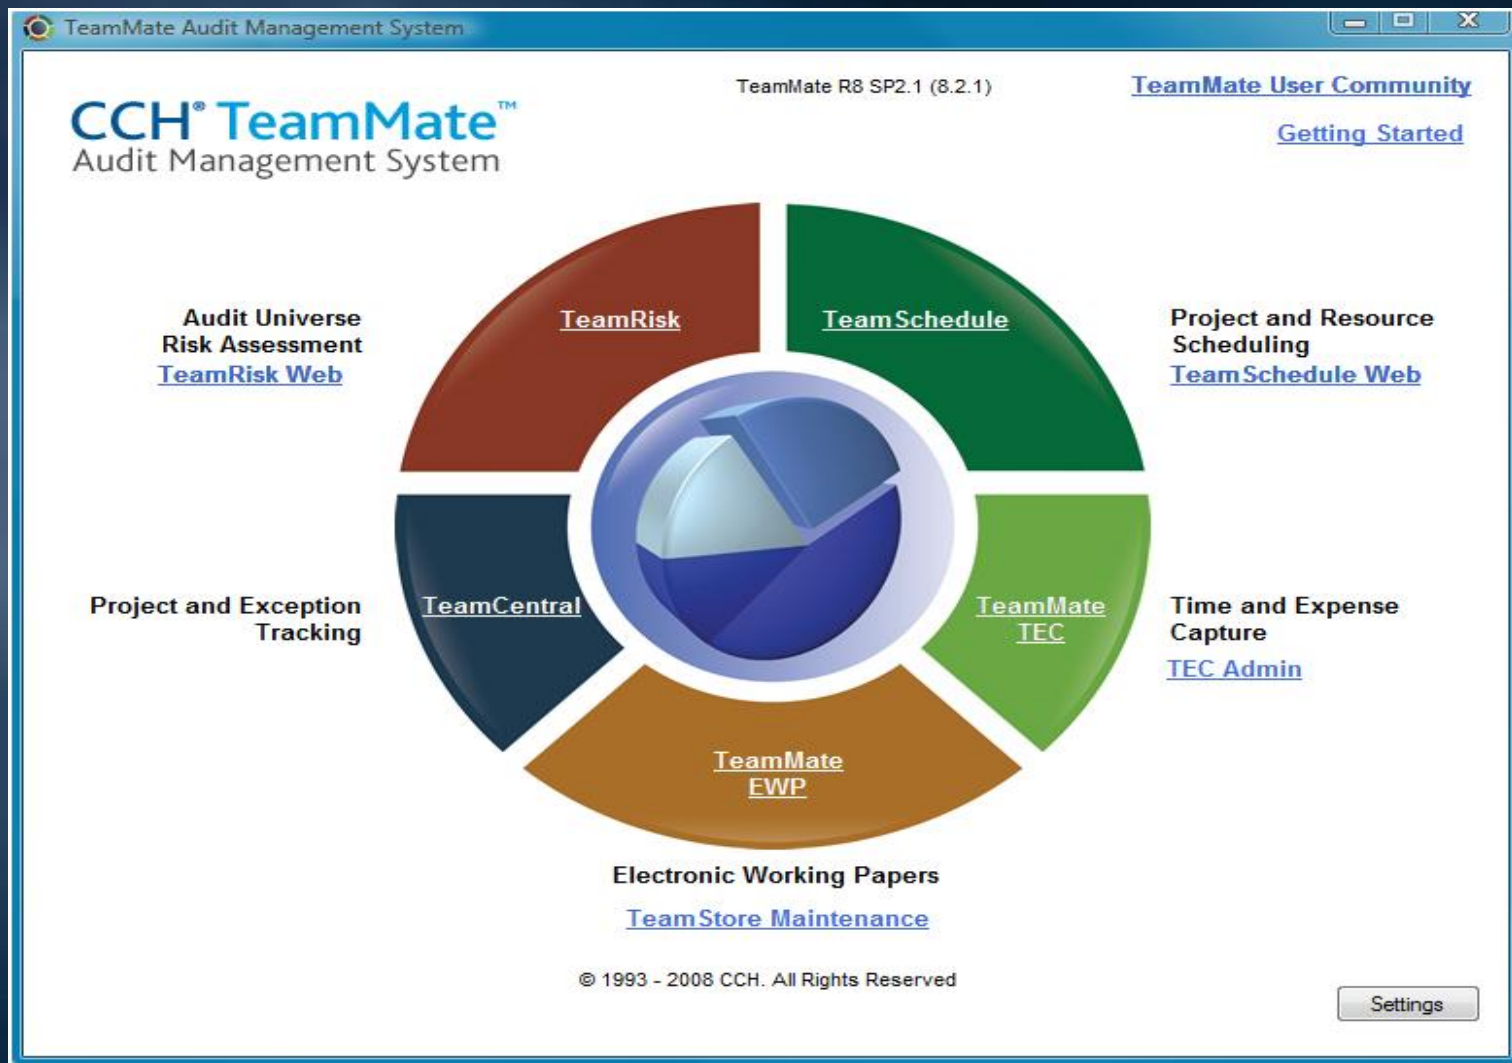 TeamMate Audit Management System
TeamMate R8 SP2.1 (8.2.1)
TeamMate User Community
Getting Started
CCH® TeamMate™
Audit Management System
TeamRisk
TeamSchedule
Audit Universe
Risk Assessment
TeamRisk Web
Project and Resource
Scheduling
TeamSchedule Web
Project and Exception
Tracking
TeamCentral
TeamMate
TEC
Time and Expense
Capture
TEC Admin
TeamMate
EWP
Electronic Working Papers
TeamStore Maintenance
© 1993 - 2008 CCH. All Rights Reserved
Settings